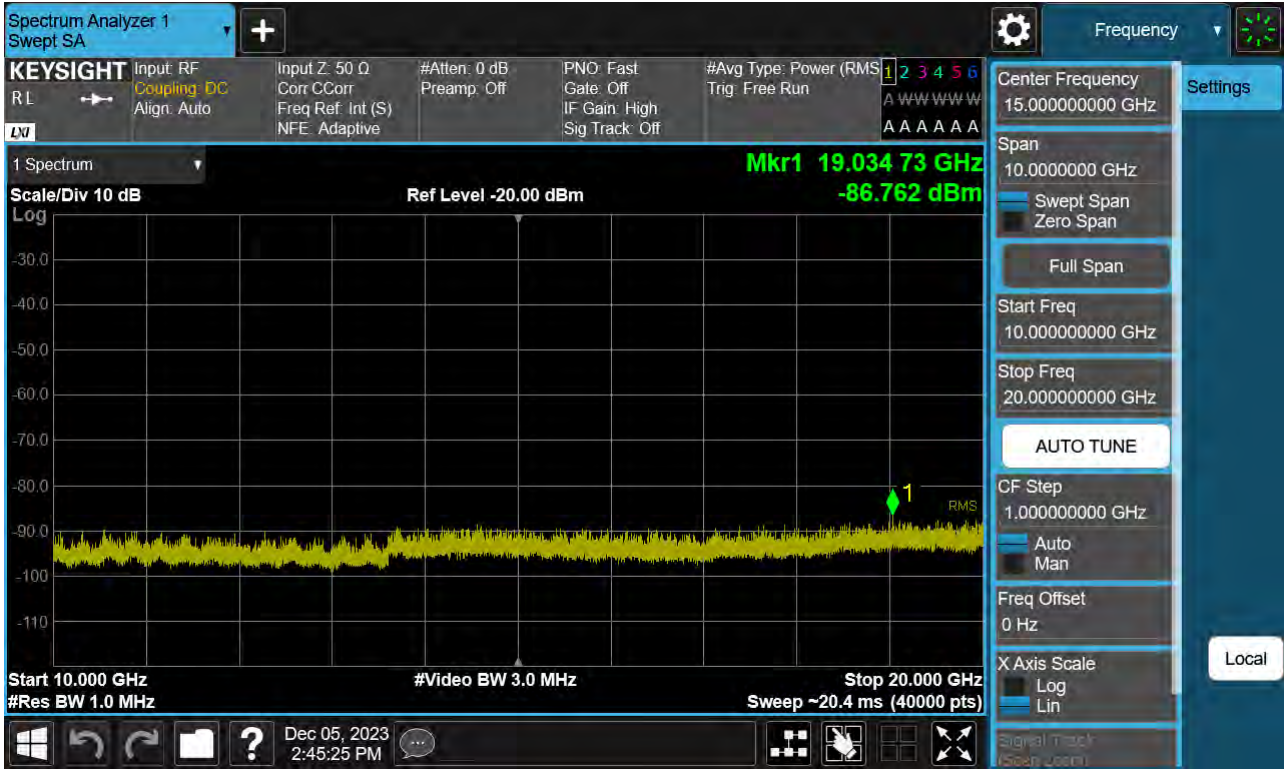 Spectrum Analyzer 1
Swept SA
Frequency
KEYSIGHT
R L
LXI
Input: RF
Coupling: DC
Align: Auto
Input Z: 50 Ω
Corr CCorr
Freq Ref: Int (S)
NFE: Adaptive
#Atten: 0 dB
Preamp: Off
PNO: Fast
Gate: Off
IF Gain: High
Sig Track: Off
#Avg Type: Power (RMS
Trig: Free Run
1 2 3 4 5 6
A W W W W W
A A A A A A
1 Spectrum
Scale/Div 10 dB
Ref Level -20.00 dBm
Mkr1 19.034 73 GHz
-86.762 dBm
Log
-30.0
-40.0
-50.0
-60.0
-70.0
-80.0
-90.0
-100
-110
1
RMS
Start 10.000 GHz
#Video BW 3.0 MHz
Stop 20.000 GHz
#Res BW 1.0 MHz
Sweep ~20.4 ms (40000 pts)
Center Frequency
15.000000000 GHz
Settings
Span
10.0000000 GHz
Swept Span
Zero Span
Full Span
Start Freq
10.000000000 GHz
Stop Freq
20.000000000 GHz
AUTO TUNE
CF Step
1.000000000 GHz
Auto
Man
Freq Offset
0 Hz
X Axis Scale
Log
Lin
Local
Signal Track
(Span Zoom)
?
Dec 05, 2023
2:45:25 PM